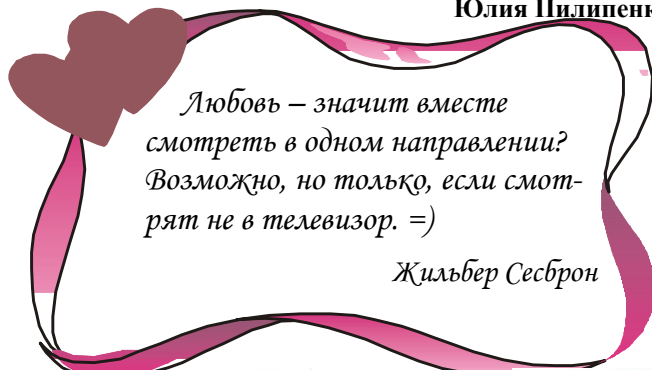 Юлия Пилипенк
Любовь – значит вместе
смотреть в одном направлении?
Возможно, но только, если смот-
рят не в телевизор. =)
Жильбер Сесброн